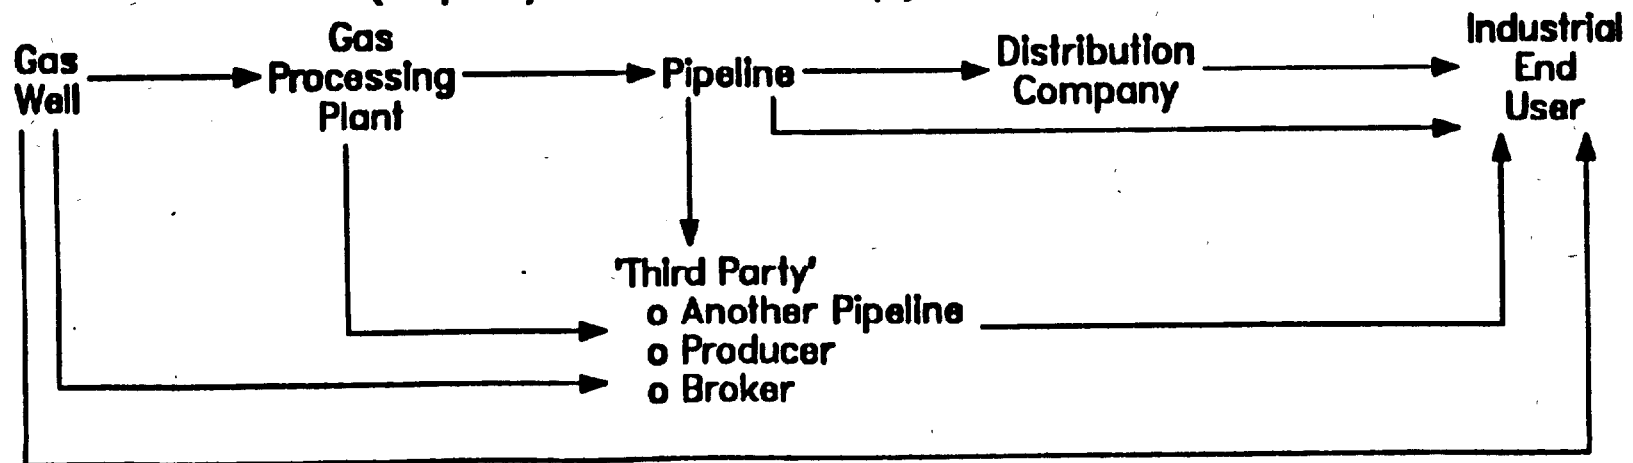 Gas
Well
Gas
Processing
Plant
Pipeline
Distribution
Company
Industrial
End
User
'Third Party'
o Another Pipeline
o Producer
o Broker